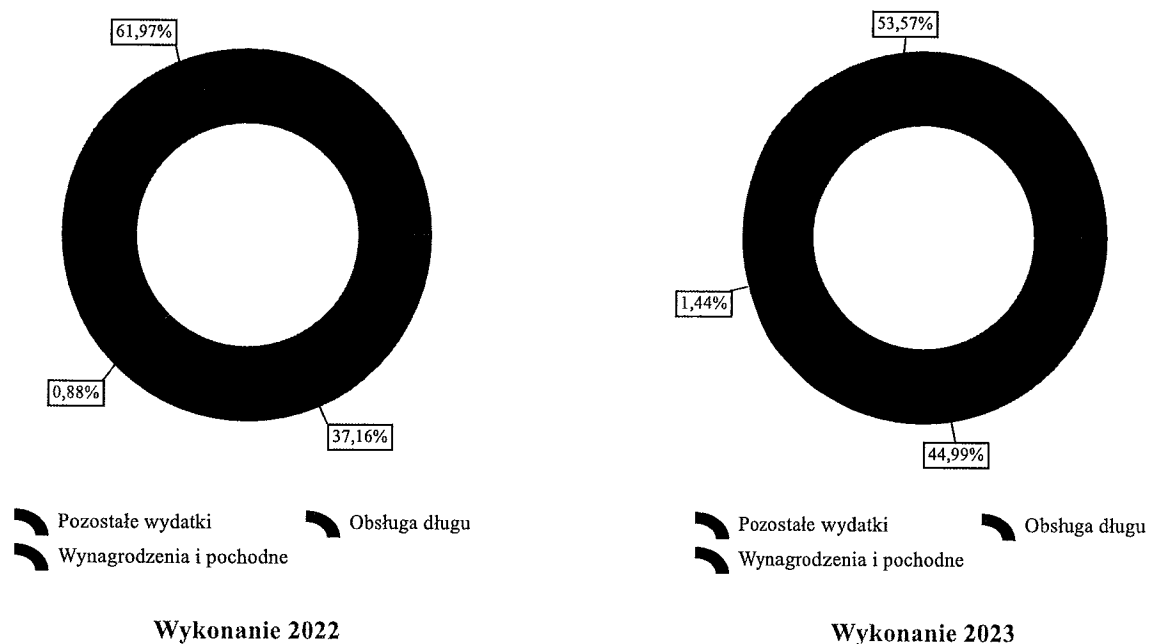 61,97%
0,88%
37,16%
Pozostałe wydatki
Obsługa długu
Wynagrodzenia i pochodne
Wykonanie 2022
53,57%
1,44%
44,99%
Pozostałe wydatki
Obsługa długu
Wynagrodzenia i pochodne
Wykonanie 2023